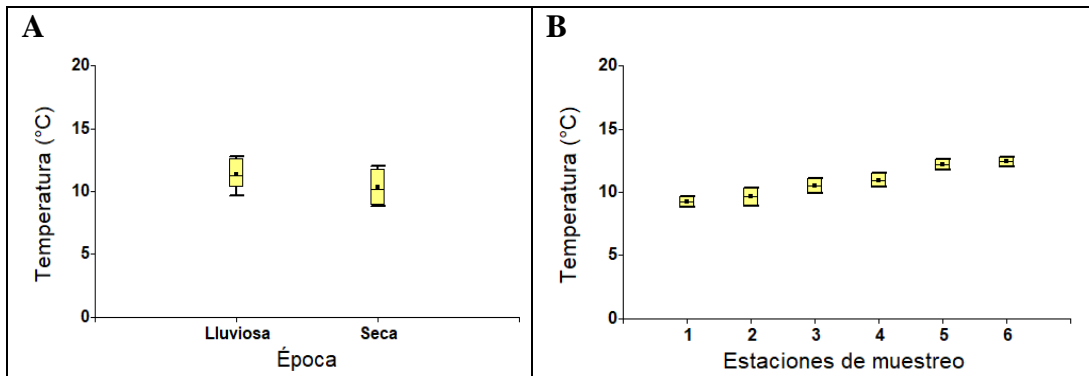 A
Temperatura (°C)
20
15
10
5
0
Lluviosa Seca
Época
B
Temperatura (°C)
20
15
10
5
0
1 2 3 4 5 6
Estaciones de muestreo